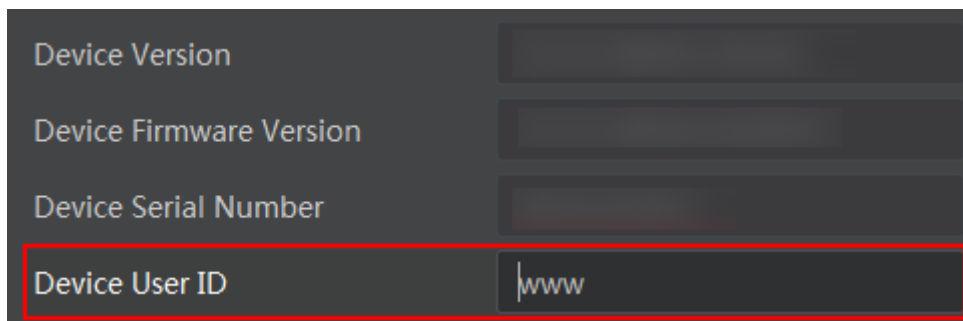 Device Version
Device Firmware Version
Device Serial Number
Device User ID www